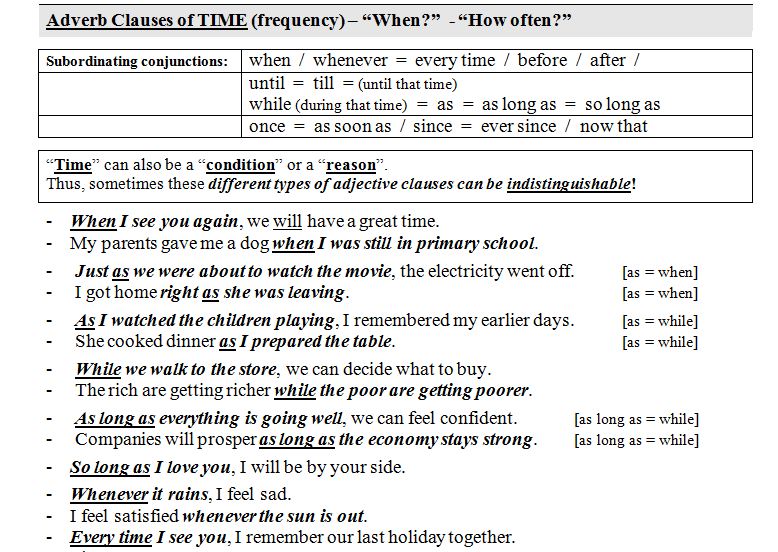 Adverb Clauses of TIME (frequency) – “When?” - “How often?”
Subordinating conjunctions: when / whenever = every time / before / after /
until = till = (until that time)
while (during that time) = as = as long as = so long as
once = as soon as / since = ever since / now that
“Time” can also be a “condition” or a “reason”.
Thus, sometimes these different types of adjective clauses can be indistinguishable!
- When I see you again, we will have a great time.
- My parents gave me a dog when I was still in primary school.
- Just as we were about to watch the movie, the electricity went off. [as = when]
- I got home right as she was leaving. [as = when]
- As I watched the children playing, I remembered my earlier days. [as = while]
- She cooked dinner as I prepared the table. [as = while]
- While we walk to the store, we can decide what to buy.
- The rich are getting richer while the poor are getting poorer.
- As long as everything is going well, we can feel confident. [as long as = while]
- Companies will prosper as long as the economy stays strong. [as long as = while]
- So long as I love you, I will be by your side.
- Whenever it rains, I feel sad.
- I feel satisfied whenever the sun is out.
- Every time I see you, I remember our last holiday together.